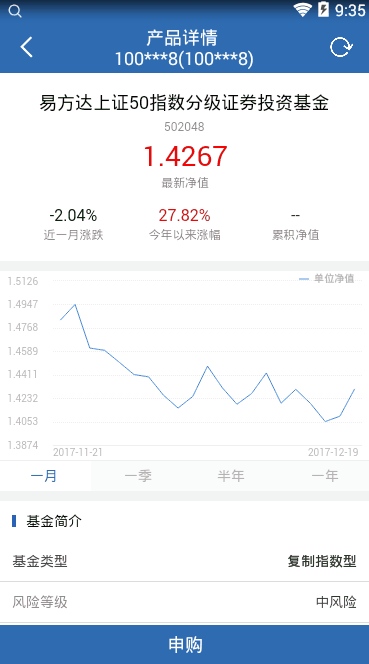 9:35
产品详情
100***8(100***8)
易方达上证50指数分级证券投资基金
502048
1.4267
最新净值
-2.04% 27.82% --
近一月涨跌 今年以来涨幅 累积净值
单位净值
1.5126
1.4947
1.4768
1.4589
1.4411
1.4232
1.4053
1.3874
2017-11-21 2017-12-19
一月 一季 半年 一年
基金简介
基金类型 复制指数型
风险等级 中风险
申购